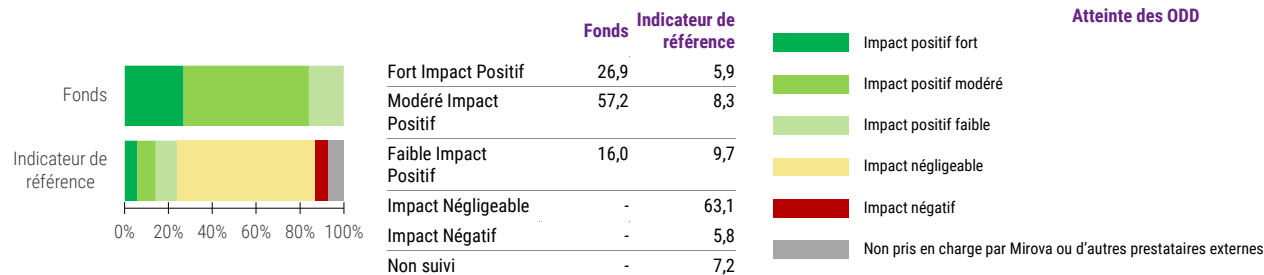 Atteinte des ODD
Fonds
Indicateur de
référence
0% 20% 40% 60% 80% 100%
Fonds Indicateur de
référence
Fort Impact Positif 26,9 5,9
Modéré Impact 57,2 8,3
Positif
Faible Impact 16,0 9,7
Positif
Impact Négligeable - 63,1
Impact Négatif - 5,8
Non suivi - 7,2
Impact positif fort
Impact positif modéré
Impact positif faible
Impact négligeable
Impact négatif
Non pris en charge par Mirova ou d'autres prestataires externes